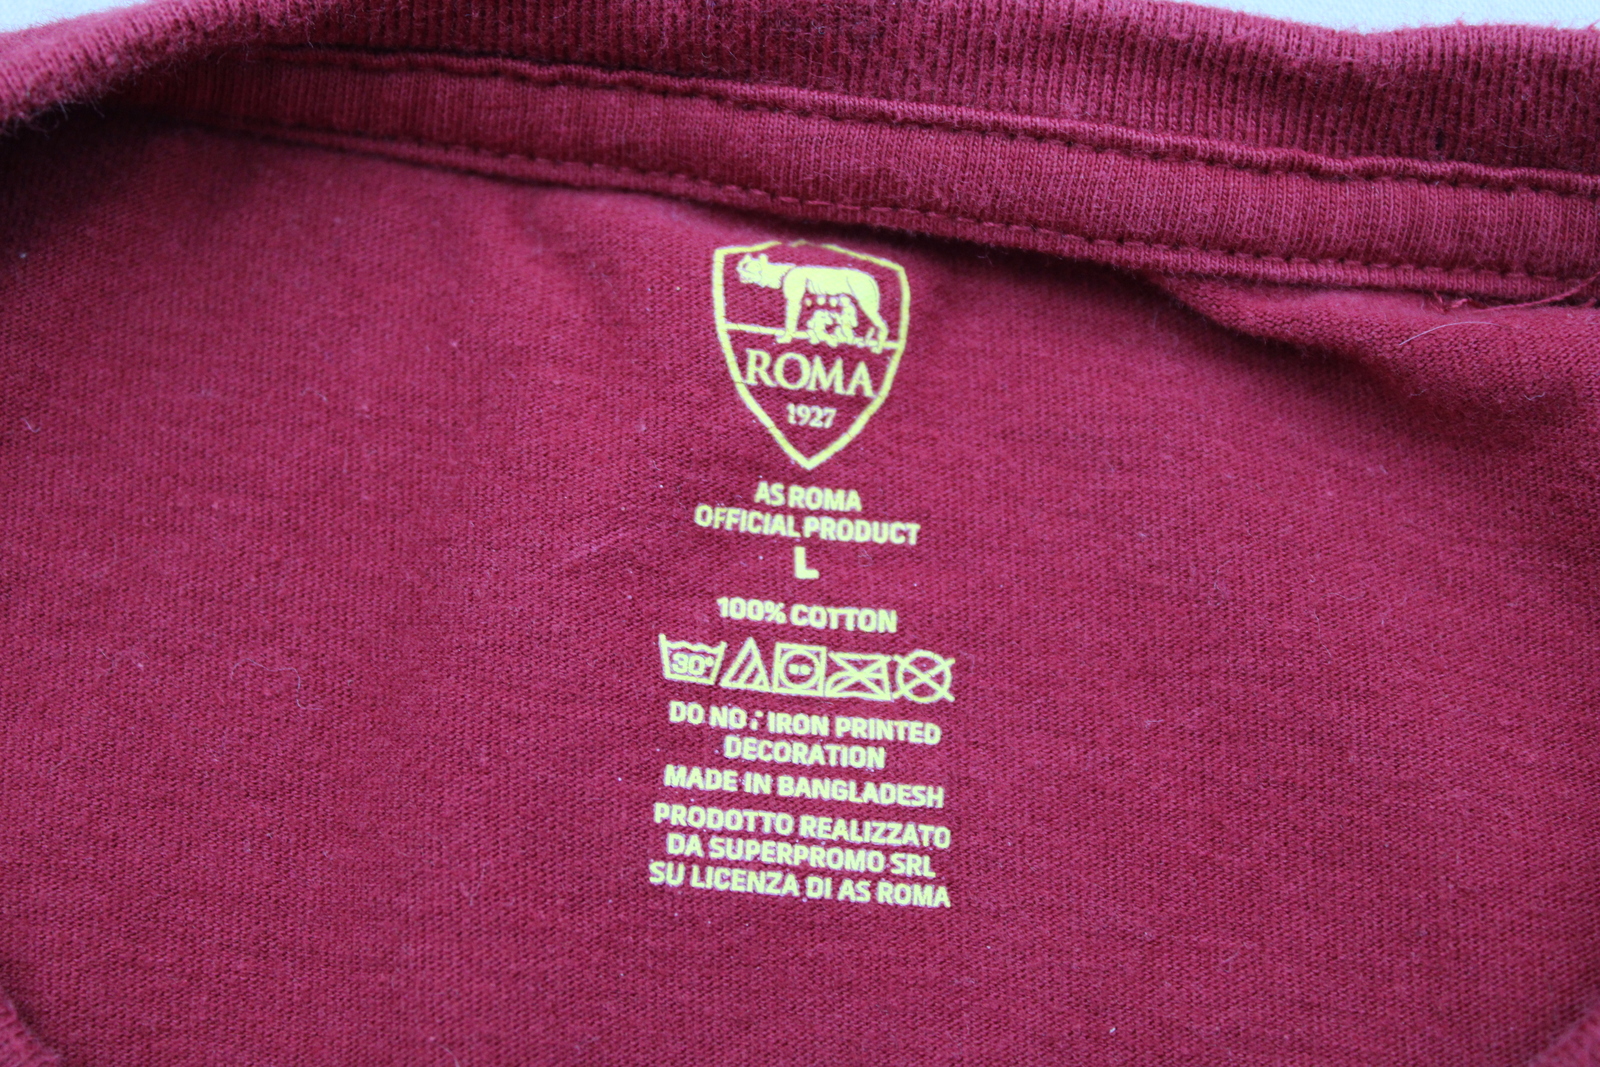 ROMA
1927
AS ROMA
OFFICIAL PRODUCT
L
100% COTTON
30°
DO NOT IRON PRINTED
DECORATION
MADE IN BANGLADESH
PRODOTTO REALIZZATO
DA SUPERPROMO SRL
SU LICENZA DI AS ROMA